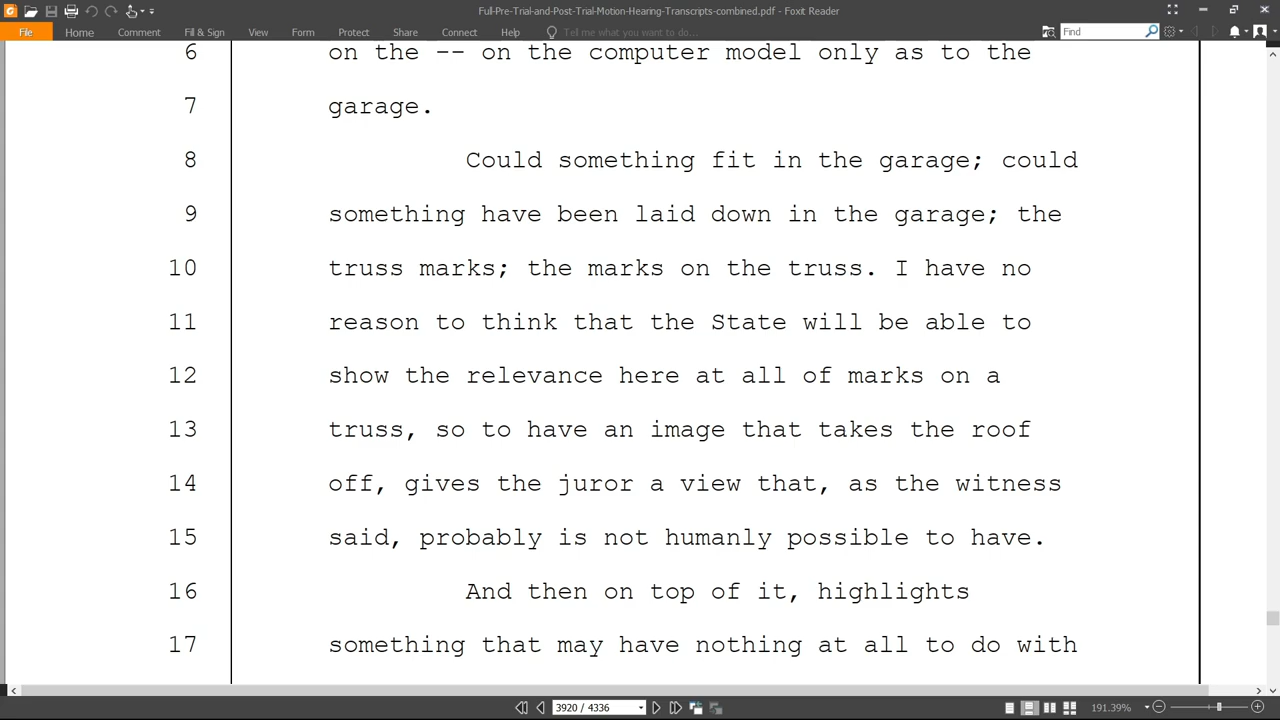 Full-Pre-Trial-and-Post-Trial-Motion-Hearing-Transcripts-combined.pdf - Foxit Reader
File Home Comment Fill & Sign View Form Protect Share Connect Help Tell me what you want to do... Find
6 on the -- on the computer model only as to the
7 garage.
8 Could something fit in the garage; could
9 something have been laid down in the garage; the
10 truss marks; the marks on the truss. I have no
11 reason to think that the State will be able to
12 show the relevance here at all of marks on a
13 truss, so to have an image that takes the roof
14 off, gives the juror a view that, as the witness
15 said, probably is not humanly possible to have.
16 And then on top of it, highlights
17 something that may have nothing at all to do with
3920 / 4336 191.39%